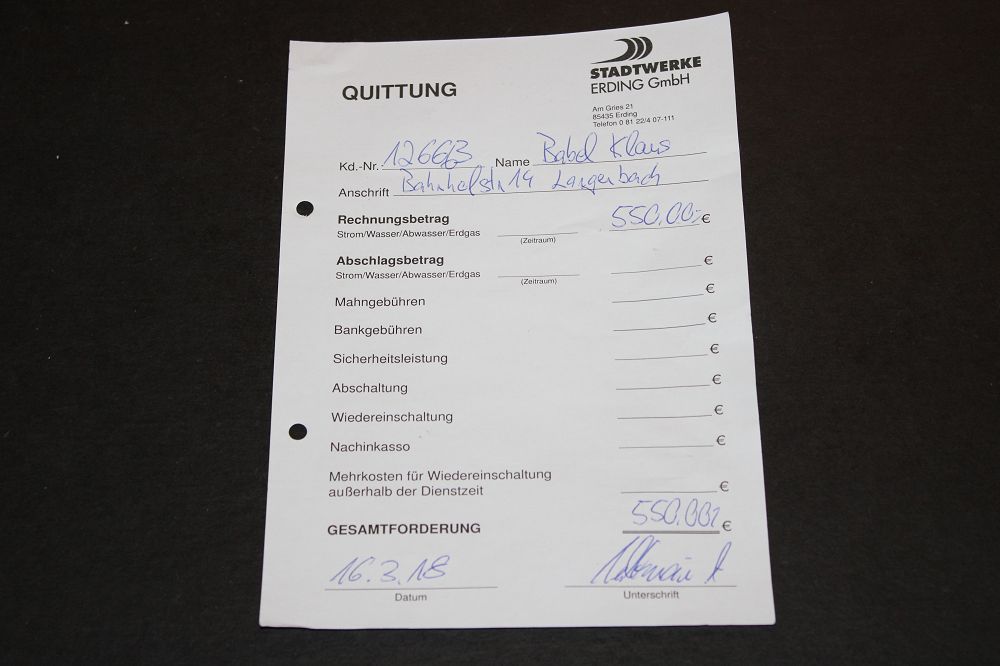 STADTWERKE
ERDING GmbH
QUITTUNG
Am Gries 21
85435 Erding
Telefon 0 81 22/4 07-111
Kd.-Nr. 12663 Name Babel Klaus
Anschrift Bahnhofstr 14 Langenbach
Rechnungsbetrag 550,00 €
Strom/Wasser/Abwasser/Erdgas
(Zeitraum)
Abschlagsbetrag €
Strom/Wasser/Abwasser/Erdgas
(Zeitraum)
Mahngebühren €
Bankgebühren €
Sicherheitsleistung €
Abschaltung €
Wiedereinschaltung €
Nachinkasso €
Mehrkosten für Wiedereinschaltung
außerhalb der Dienstzeit €
GESAMTFORDERUNG 550,00 €
16.3.18
Datum Unterschrift